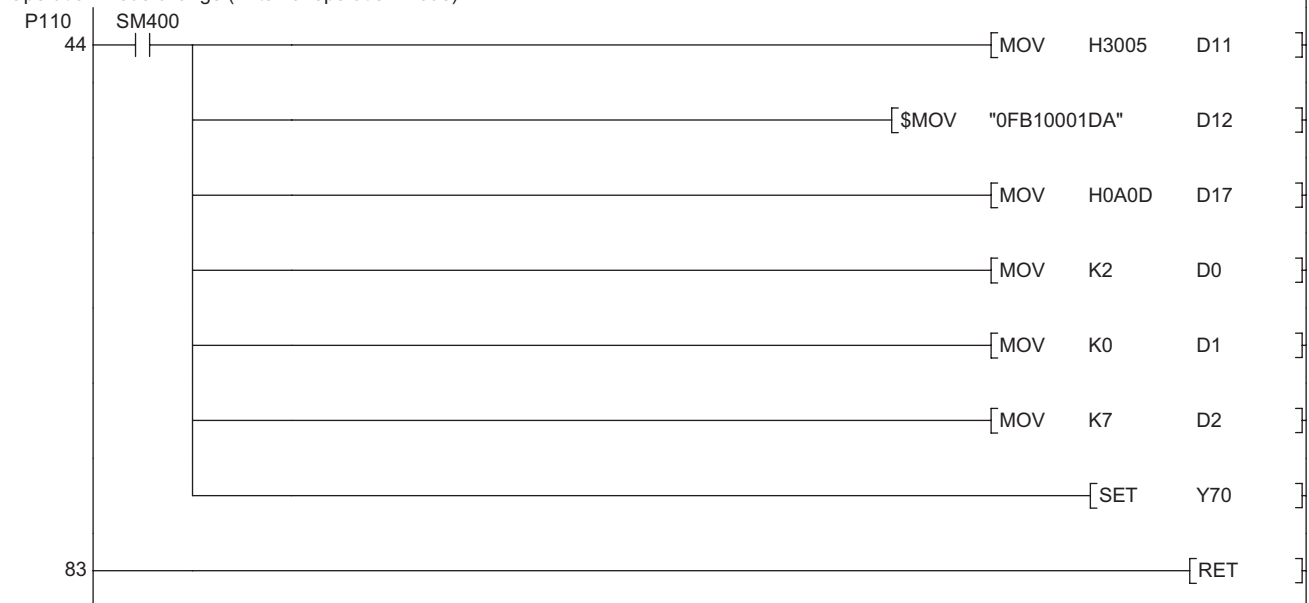 P110 SM400
44 MOV H3005 D11
$MOV "0FB10001DA" D12
MOV H0A0D D17
MOV K2 D0
MOV K0 D1
MOV K7 D2
SET Y70
83 RET